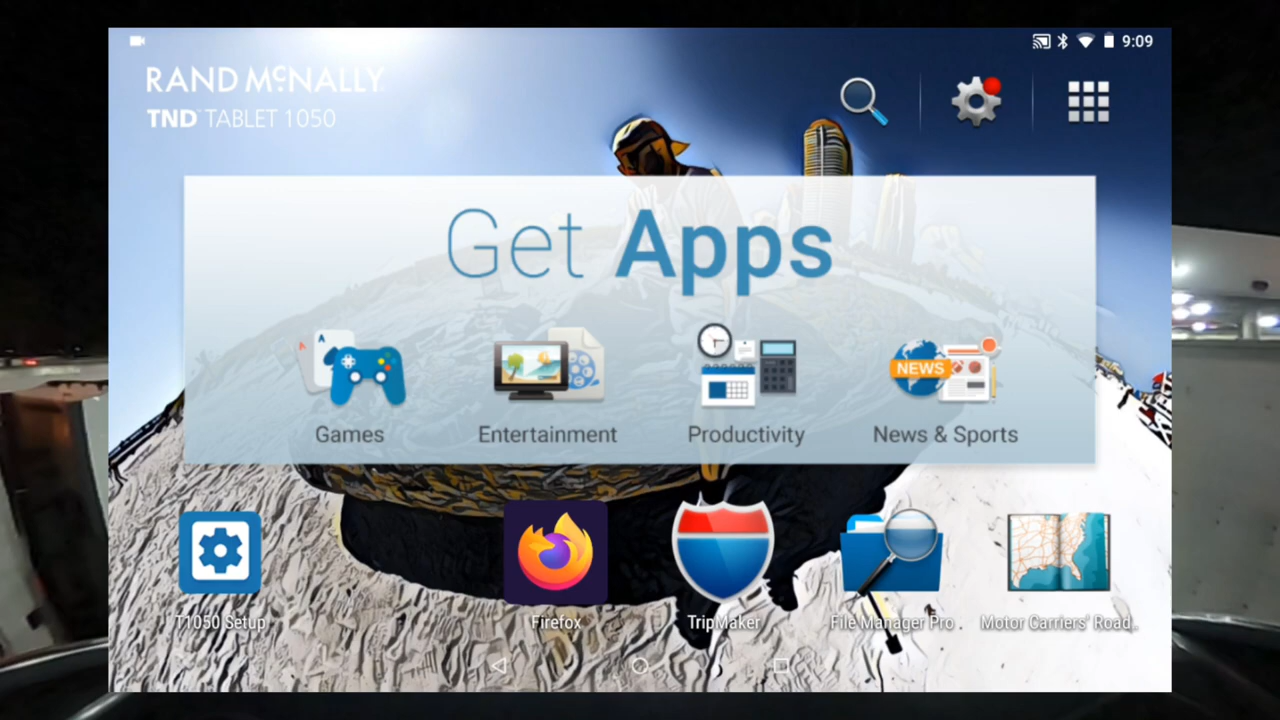 9:09
RAND MCNALLY
TND™ TABLET 1050
Get Apps
A A
NEWS
Games Entertainment Productivity News & Sports
T1050 Setup Firefox TripMaker File Manager Pro . Motor Carriers' Road..